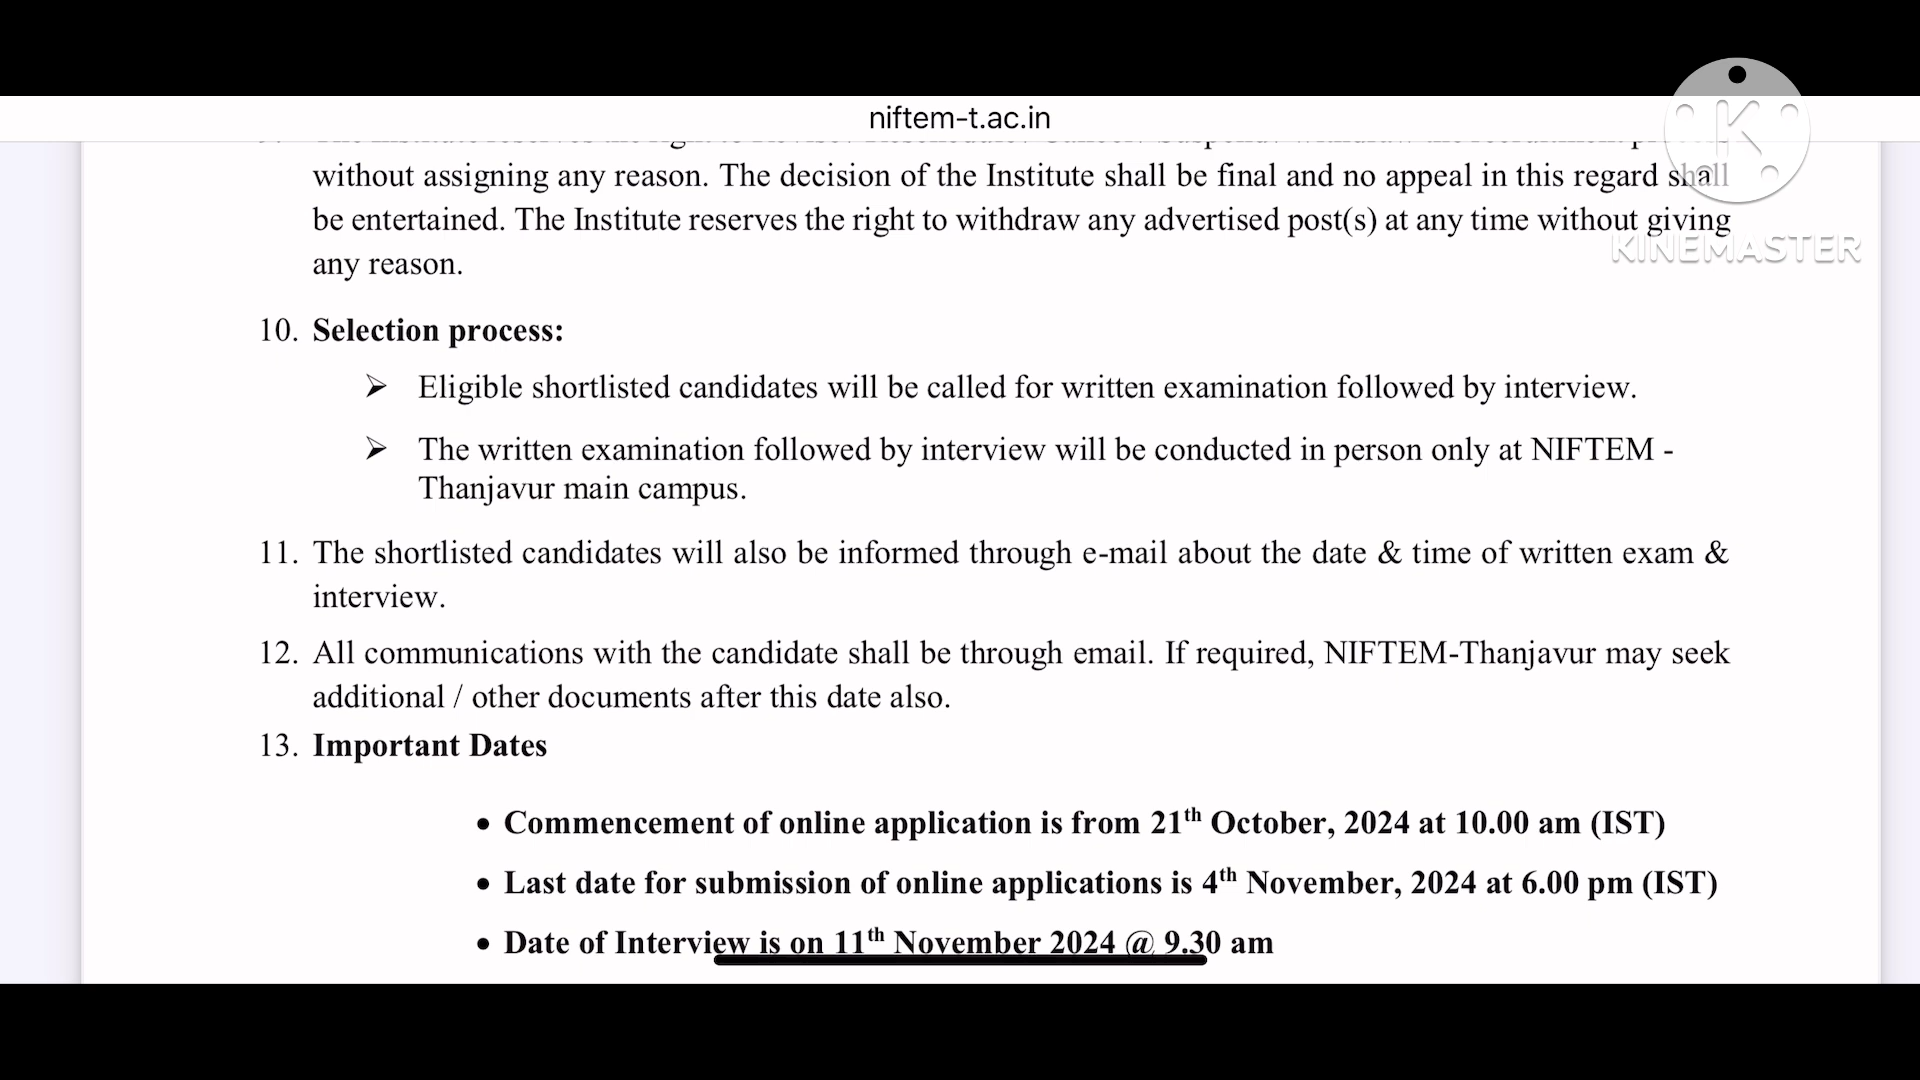 niftem-t.ac.in
without assigning any reason. The decision of the Institute shall be final and no appeal in this regard shall
be entertained. The Institute reserves the right to withdraw any advertised post(s) at any time without giving
any reason.
KINEMASTER
10. Selection process:
➢ Eligible shortlisted candidates will be called for written examination followed by interview.
➢ The written examination followed by interview will be conducted in person only at NIFTEM -
Thanjavur main campus.
11. The shortlisted candidates will also be informed through e-mail about the date & time of written exam &
interview.
12. All communications with the candidate shall be through email. If required, NIFTEM-Thanjavur may seek
additional / other documents after this date also.
13. Important Dates
• Commencement of online application is from 21th October, 2024 at 10.00 am (IST)
• Last date for submission of online applications is 4th November, 2024 at 6.00 pm (IST)
• Date of Interview is on 11th November 2024 @ 9.30 am